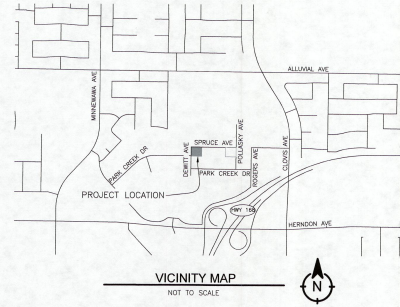 ALLUVIAL AVE
MINNEWAWA AVE
SPRUCE AVE
DEWITT AVE
POLLASKY AVE
CLOVIS AVE
PARK CREEK DR
PARK CREEK DR
ROGERS AVE
PROJECT LOCATION
HWY 168
HERNDON AVE
VICINITY MAP
NOT TO SCALE
N